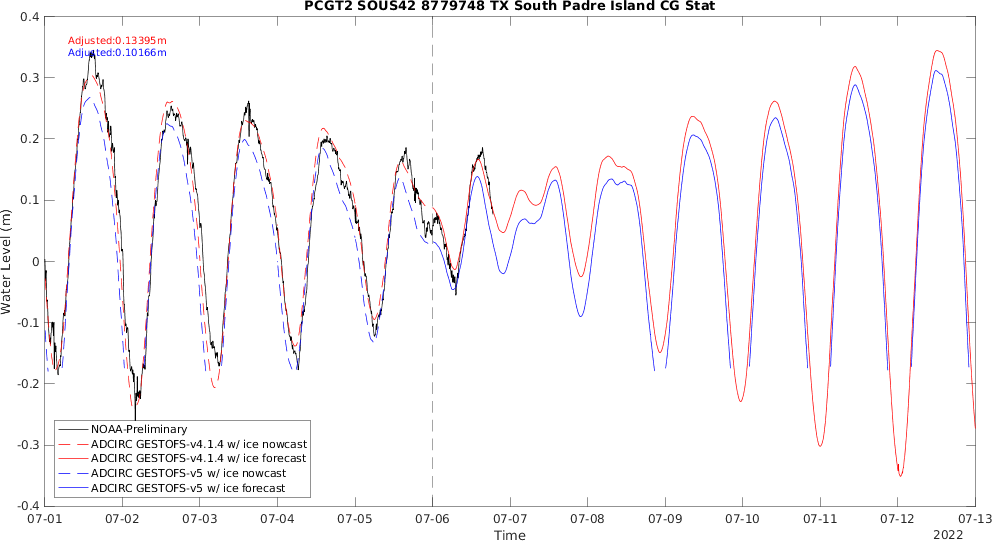 PCGT2 SOUS42 8779748 TX South Padre Island CG Stat
Adjusted:0.13395m
Adjusted:0.10166m
0.4
0.3
0.2
0.1
0
-0.1
-0.2
-0.3
-0.4
Water Level (m)
NOAA-Preliminary
ADCIRC GESTOFS-v4.1.4 w/ ice nowcast
ADCIRC GESTOFS-v4.1.4 w/ ice forecast
ADCIRC GESTOFS-v5 w/ ice nowcast
ADCIRC GESTOFS-v5 w/ ice forecast
07-01 07-02 07-03 07-04 07-05 07-06 07-07 07-08 07-09 07-10 07-11 07-12 07-13
Time
2022